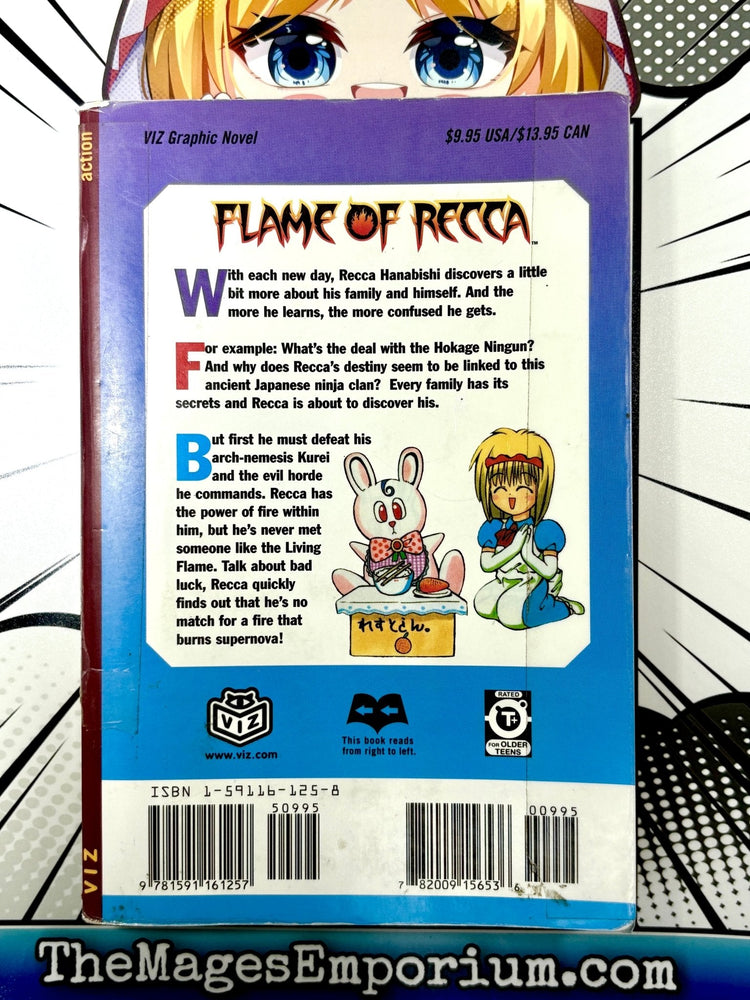 action
VIZ Graphic Novel
$9.95 USA/$13.95 CAN
FLAME OF RECCA™
With each new day, Recca Hanabishi discovers a little
bit more about his family and himself. And the
more he learns, the more confused he gets.
For example: What's the deal with the Hokage Ningun?
And why does Recca's destiny seem to be linked to this
ancient Japanese ninja clan? Every family has its
secrets and Recca is about to discover his.
But first he must defeat his
arch-nemesis Kurei
and the evil horde
he commands. Recca has
the power of fire within
him, but he's never met
someone like the Living
Flame. Talk about bad
luck, Recca quickly
finds out that he's no
match for a fire that
burns supernova!
れすとらん。
VIZ
www.viz.com
This book reads
from right to left.
RATED
T+
FOR OLDER
TEENS
ISBN 1-59116-125-8
50995
00995
9 781591 161257
7 82009 15653 6
VIZ
TheMagesEmporium.com